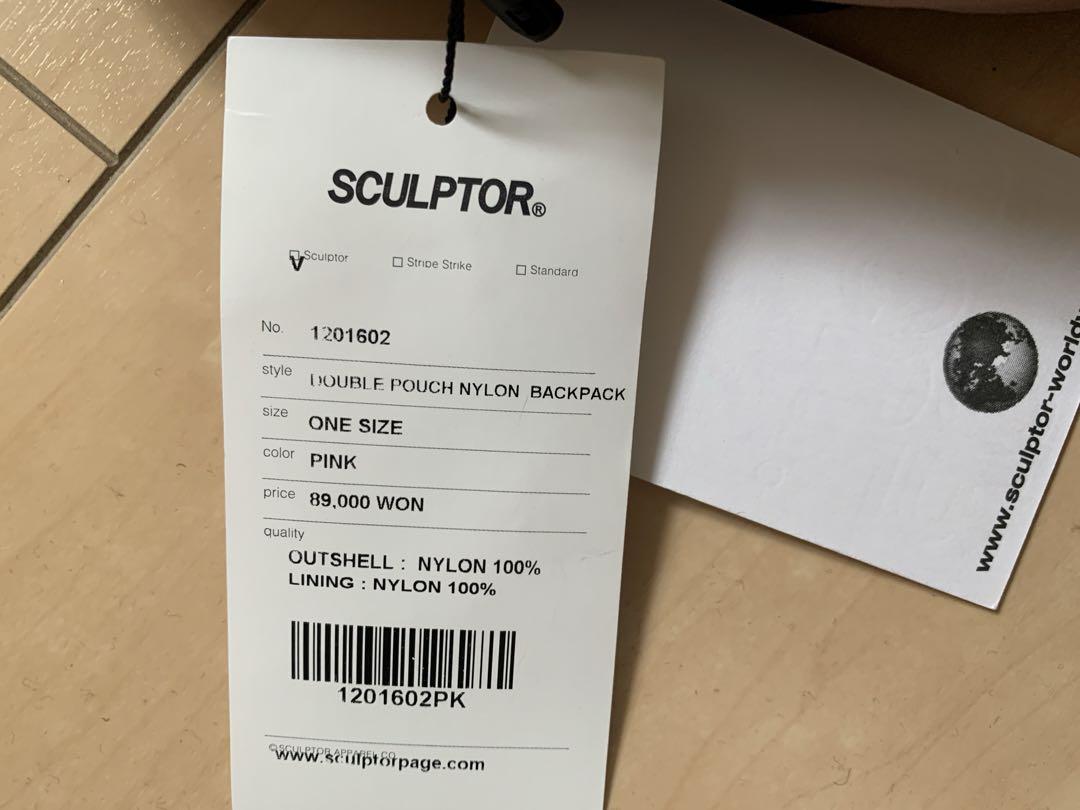 SCULPTOR®
V Sculptor □ Stripe Strike □ Standard
No. 1201602
style DOUBLE POUCH NYLON BACKPACK
size ONE SIZE
color PINK
price 89,000 WON
quality
OUTSHELL : NYLON 100%
LINING : NYLON 100%
1201602PK
©SCULPTOR APPAREL CO
www.sculptorpage.com
www.sculptor-world